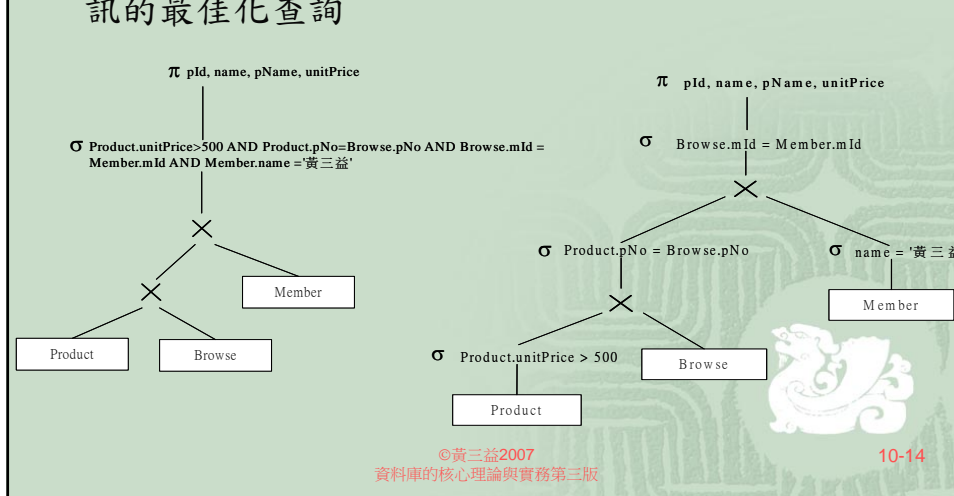 訊的最佳化查詢
π pId, name, pName, unitPrice
σ Product.unitPrice>500 AND Product.pNo=Browse.pNo AND Browse.mId =
Member.mId AND Member.name ='黃三益'
×
×
Member
Product
Browse
π pId, name, pName, unitPrice
σ Browse.mId = Member.mId
×
σ Product.pNo = Browse.pNo
σ name = '黃三益
Member
×
σ Product.unitPrice > 500
Browse
Product
©黃三益2007
資料庫的核心理論與實務第三版
10-14